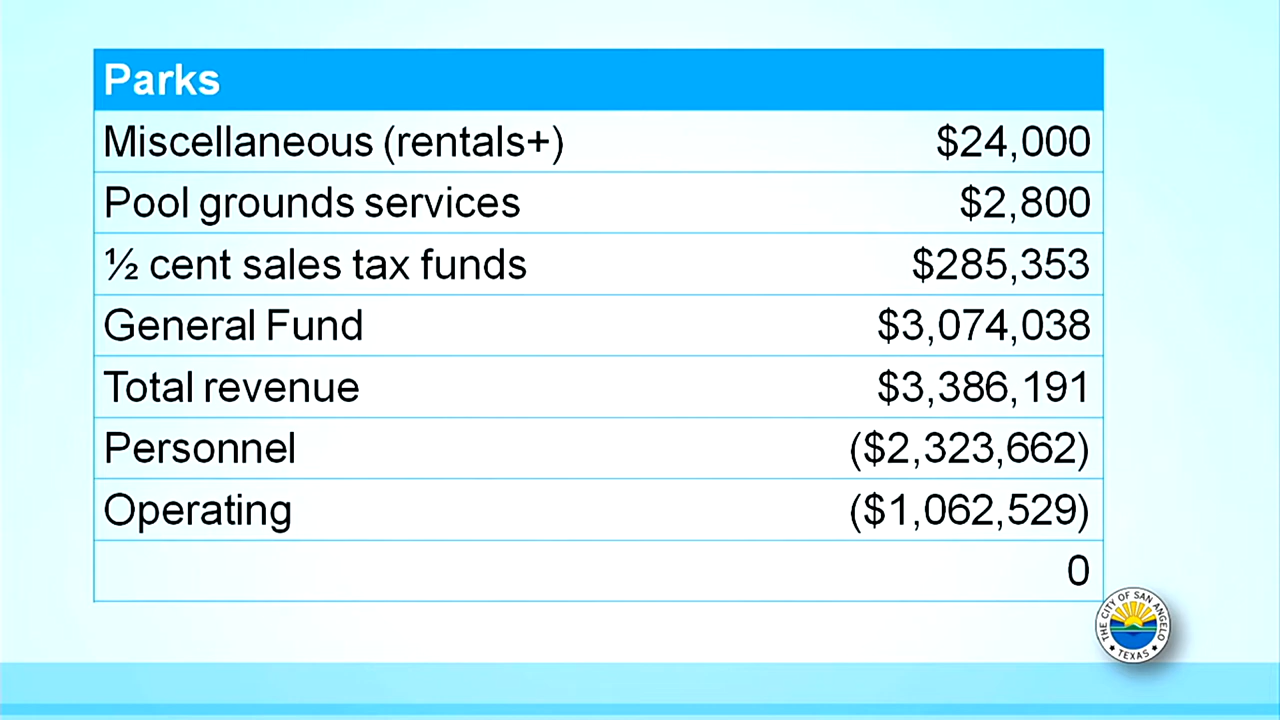 Parks
Miscellaneous (rentals+) $24,000
Pool grounds services $2,800
½ cent sales tax funds $285,353
General Fund $3,074,038
Total revenue $3,386,191
Personnel ($2,323,662)
Operating ($1,062,529)
0
THE CITY OF SAN ANGELO
TEXAS